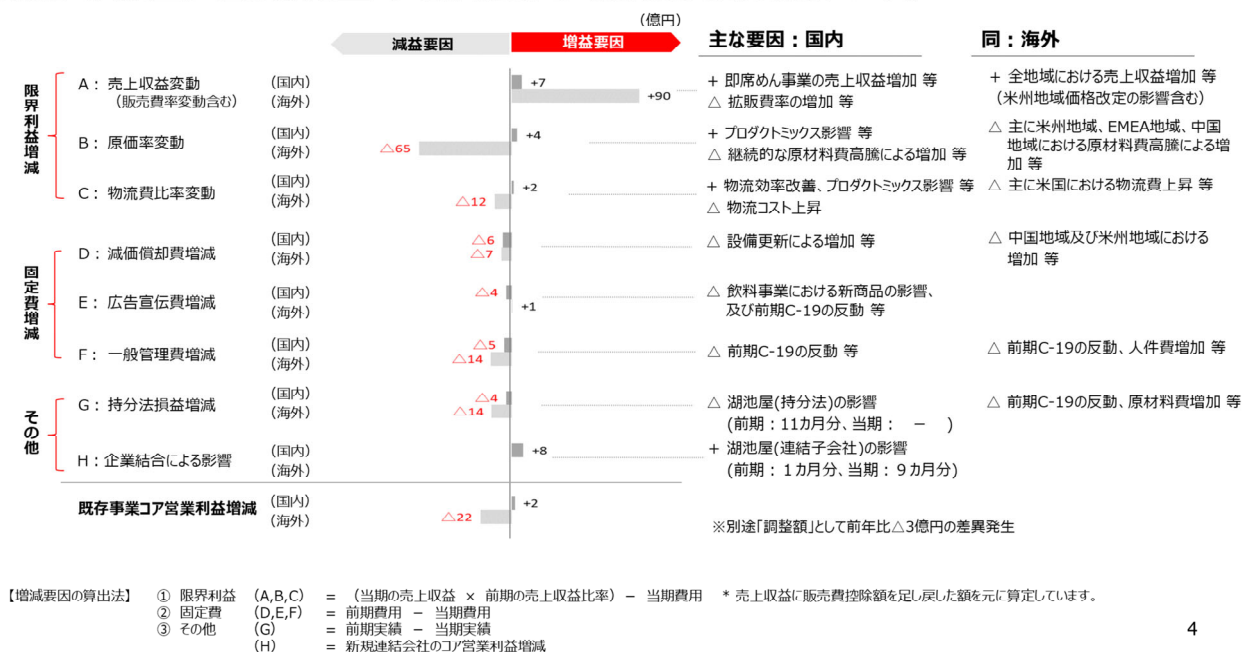 (億円)
減益要因
増益要因
主な要因：国内
同：海外
限界利益増減
A： 売上収益変動
（販売費率変動含む）
(国内)
(海外)
+7
+90
+ 即席めん事業の売上収益増加 等
△ 拡販費率の増加 等
+ 全地域における売上収益増加 等
（米州地域価格改定の影響含む）
B： 原価率変動
(国内)
(海外)
+4
△65
+ プロダクトミックス影響 等
△ 継続的な原材料費高騰による増加 等
△ 主に米州地域、EMEA地域、中国
地域における原材料費高騰による増
加 等
C： 物流費比率変動
(国内)
(海外)
+2
△12
+ 物流効率改善、プロダクトミックス影響 等
△ 物流コスト上昇
△ 主に米国における物流費上昇 等
固定費増減
D： 減価償却費増減
(国内)
(海外)
△6
△7
△ 設備更新による増加 等
△ 中国地域及び米州地域における
増加 等
E： 広告宣伝費増減
(国内)
(海外)
△4
+1
△ 飲料事業における新商品の影響、
及び前期C-19の反動 等
F： 一般管理費増減
(国内)
(海外)
△5
△14
△ 前期C-19の反動 等
△ 前期C-19の反動、人件費増加 等
その他
G： 持分法損益増減
(国内)
(海外)
△4
△14
△ 湖池屋(持分法)の影響
(前期：11カ月分、当期： － )
△ 前期C-19の反動、原材料費増加 等
H：企業結合による影響
(国内)
(海外)
+8
+ 湖池屋(連結子会社)の影響
(前期：１カ月分、当期：９カ月分)
既存事業コア営業利益増減
(国内)
(海外)
+2
△22
※別途「調整額」として前年比△3億円の差異発生
【増減要因の算出法】 ① 限界利益 (A,B,C) = （当期の売上収益 × 前期の売上収益比率）－ 当期費用 * 売上収益に販売費控除額を足し戻した額を元に算定しています。
② 固定費 (D,E,F) = 前期費用 － 当期費用
③ その他 (G) = 前期実績 － 当期実績
(H) = 新規連結会社のコア営業利益増減
4